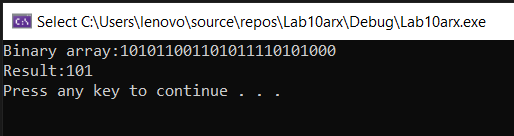 Select C:\Users\lenovo\source\repos\Lab10arx\Debug\Lab10arx.exe
Binary array:101011001101011110101000
Result:101
Press any key to continue . . .